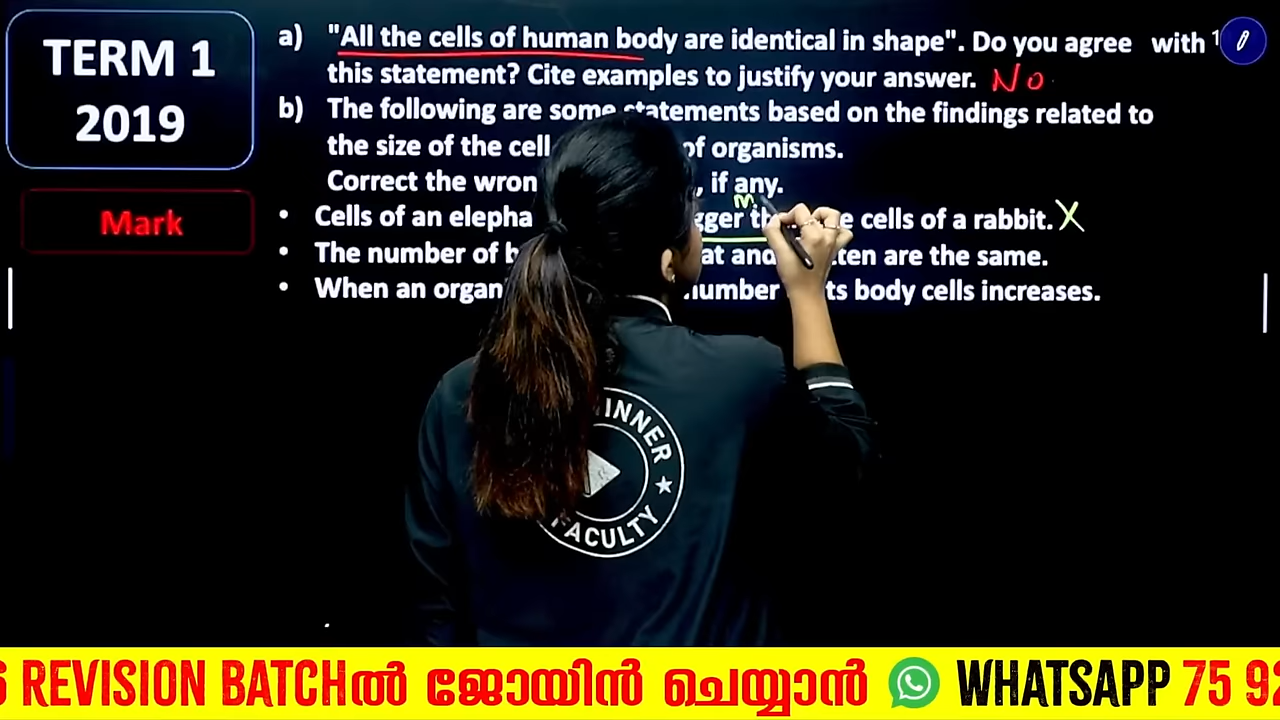 TERM 1
2019
Mark
a) "All the cells of human body are identical in shape". Do you agree with
this statement? Cite examples to justify your answer. No
b) The following are some statements based on the findings related to
the size of the cell of organisms.
Correct the wron , if any.
m
• Cells of an elepha gger th e cells of a rabbit. X
• The number of b at and ten are the same.
• When an organi number ts body cells increases.
INNER
FACULTY
6 REVISION BATCHൽ ജോയിൻ ചെയ്യാൻ WHATSAPP 75 92